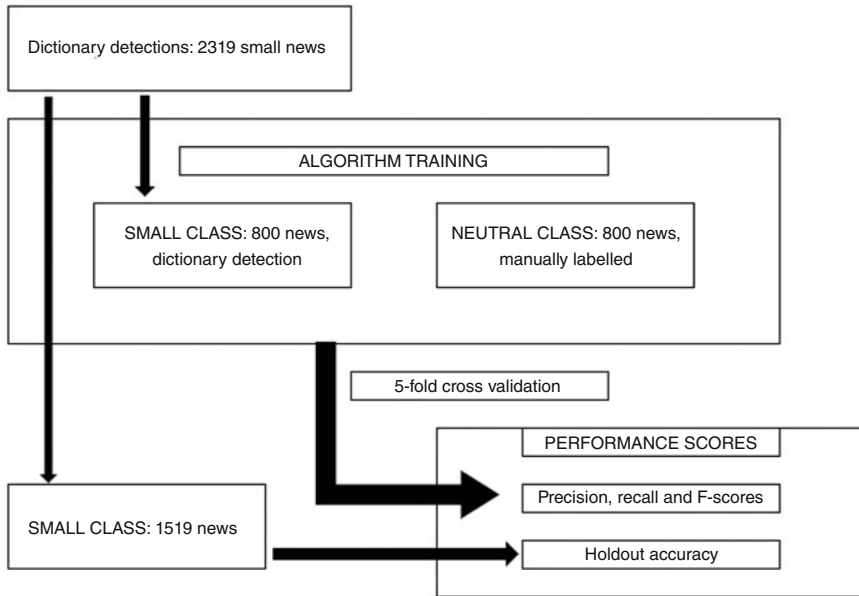 Dictionary detections: 2319 small news
ALGORITHM TRAINING
SMALL CLASS: 800 news,
dictionary detection
NEUTRAL CLASS: 800 news,
manually labelled
5-fold cross validation
PERFORMANCE SCORES
Precision, recall and F-scores
SMALL CLASS: 1519 news
Holdout accuracy